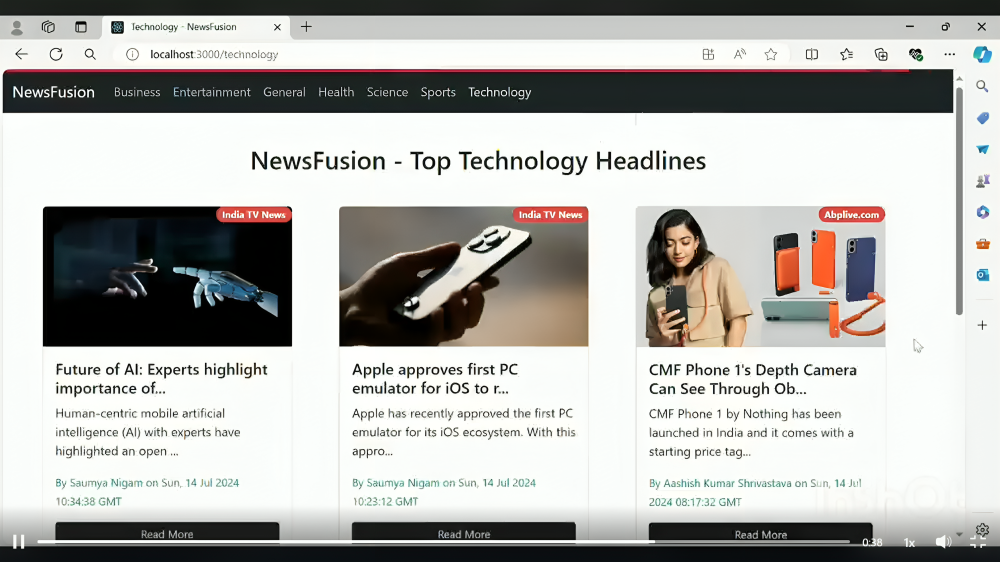 Technology - NewsFusion
localhost:3000/technology
NewsFusion Business Entertainment General Health Science Sports Technology
NewsFusion - Top Technology Headlines
India TV News
Future of AI: Experts highlight
importance of...
Human-centric mobile artificial
intelligence (AI) with experts have
highlighted an open ...
By Saumya Nigam on Sun, 14 Jul 2024
10:34:38 GMT
Read More
India TV News
Apple approves first PC
emulator for iOS to r...
Apple has recently approved the first PC
emulator for its iOS ecosystem. With this
appro...
By Saumya Nigam on Sun, 14 Jul 2024
10:23:12 GMT
Read More
Abplive.com
CMF Phone 1's Depth Camera
Can See Through Ob...
CMF Phone 1 by Nothing has been
launched in India and it comes with a
starting price tag...
By Aashish Kumar Shrivastava on Sun, 14 Jul
2024 08:17:32 GMT
Read More
InShOt
0:38 1x